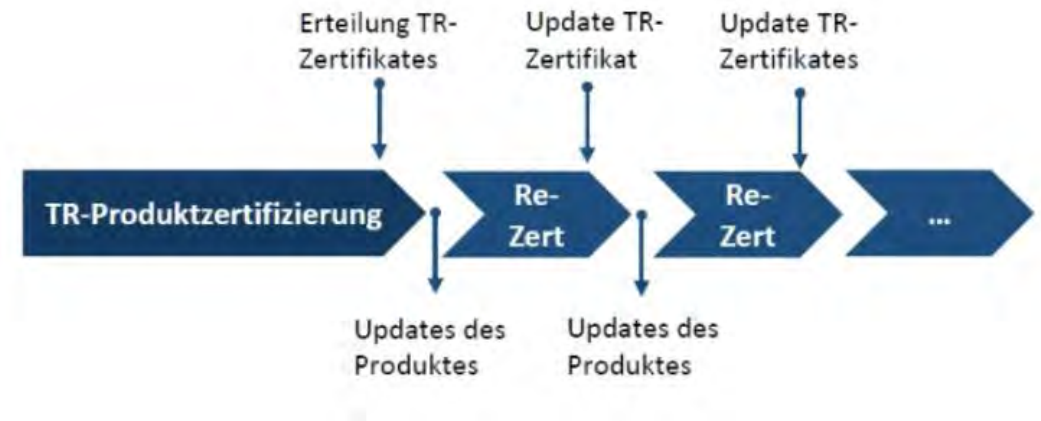 Erteilung TR-
Zertifikates
Update TR-
Zertifikat
Update TR-
Zertifikates
TR-Produktzertifizierung
Re-
Zert
Re-
Zert
...
Updates des
Produktes
Updates des
Produktes